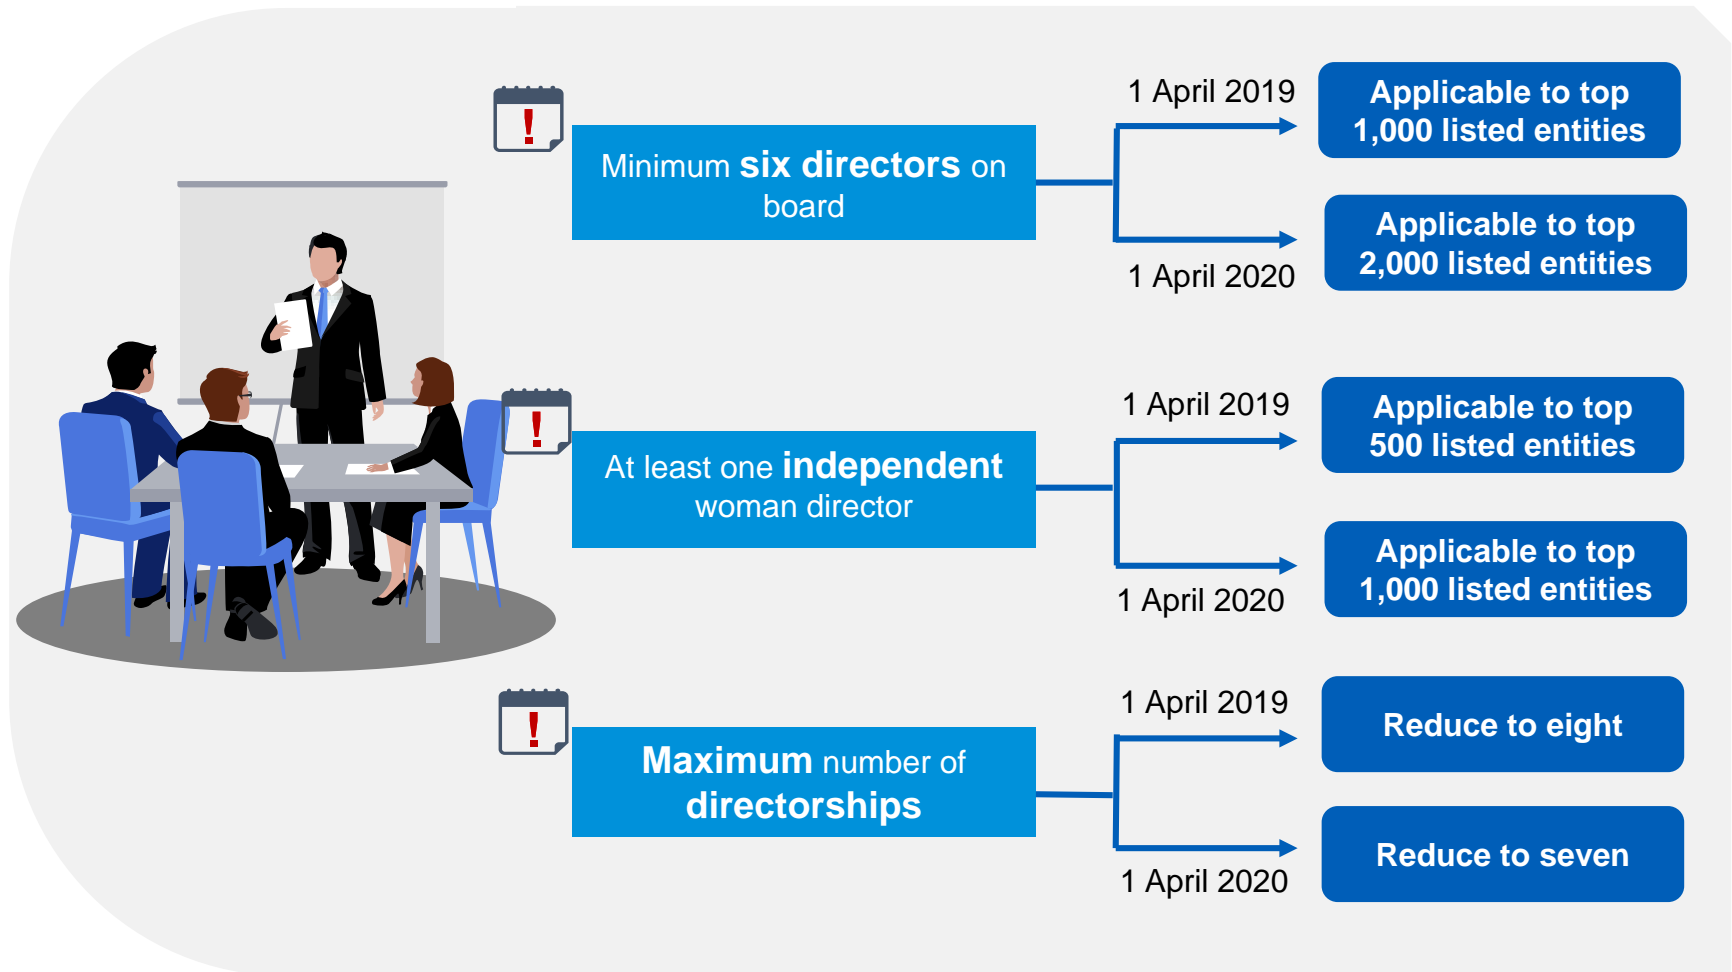 1 April 2019
Applicable to top
1,000 listed entities
Minimum six directors on
board
1 April 2020
Applicable to top
2,000 listed entities
1 April 2019
Applicable to top
500 listed entities
At least one independent
woman director
1 April 2020
Applicable to top
1,000 listed entities
1 April 2019
Reduce to eight
Maximum number of
directorships
1 April 2020
Reduce to seven